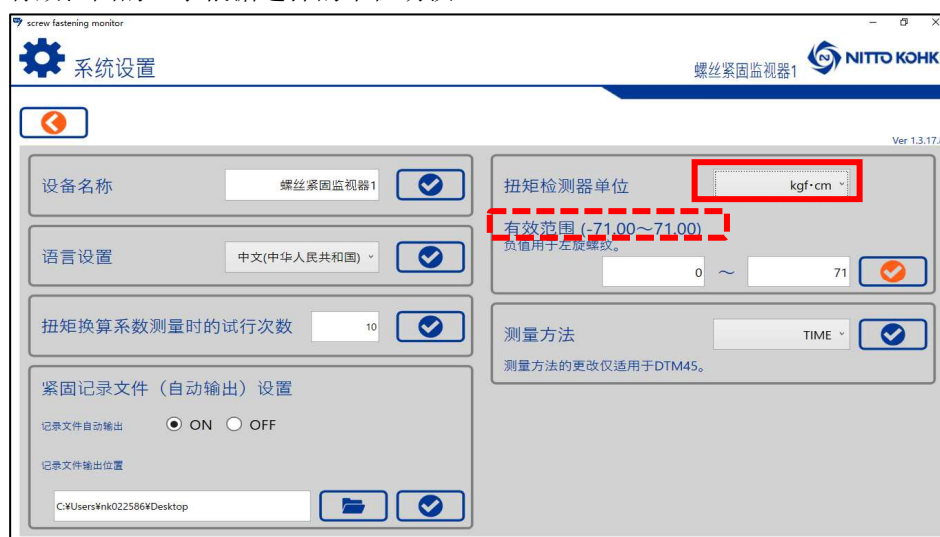 screw fastening monitor
系统设置
螺丝紧固监视器1
NITTO KOHK
Ver 1.3.17.
设备名称
螺丝紧固监视器1
语言设置
中文(中华人民共和国)
扭矩换算系数测量时的试行次数
10
紧固记录文件（自动输出）设置
记录文件自动输出
ON
OFF
记录文件输出位置
C:¥Users¥nk022586¥Desktop
扭矩检测器单位
kgf·cm
有效范围 (-71.00～71.00)
负值用于左旋螺纹。
0 ～ 71
测量方法
TIME
测量方法的更改仅适用于DTM45。